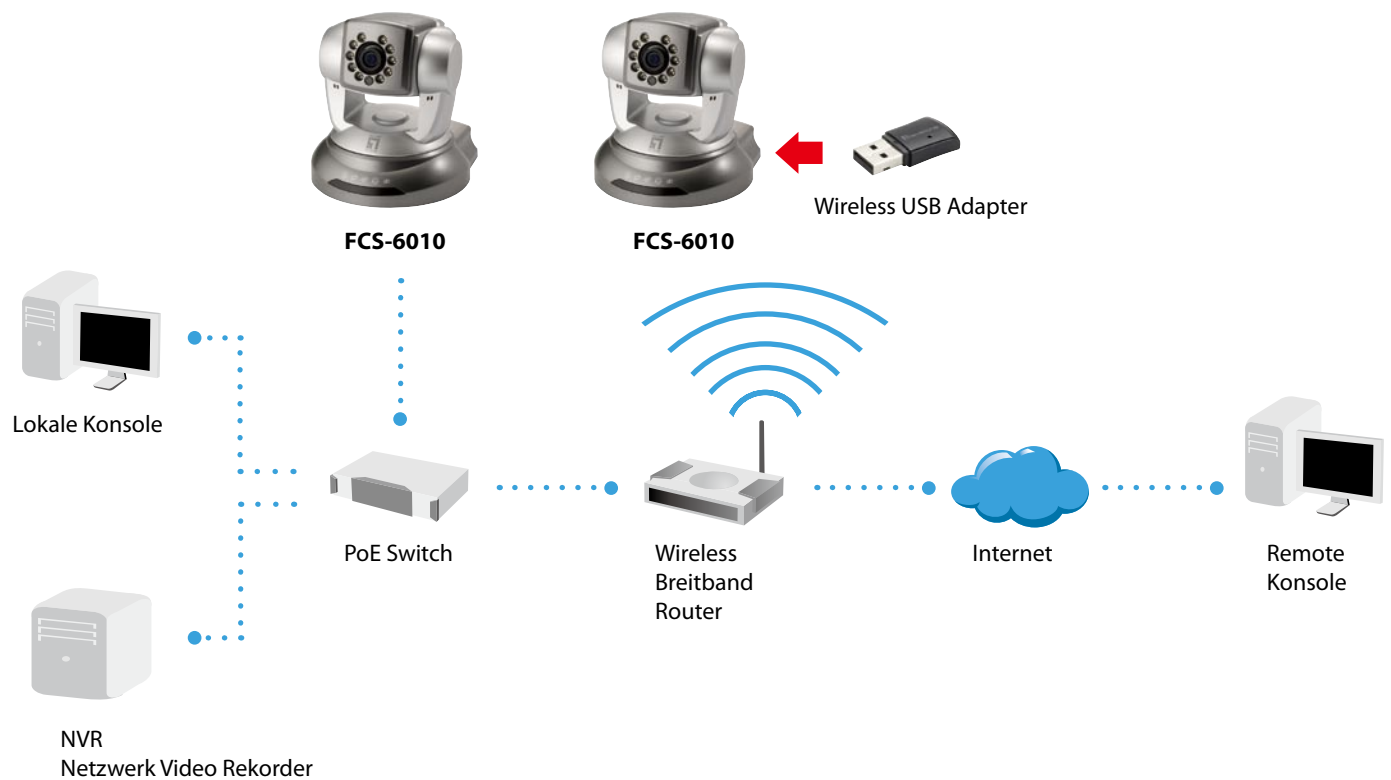 Wireless USB Adapter
FCS-6010
FCS-6010
Lokale Konsole
PoE Switch
Wireless
Breitband
Router
Internet
Remote
Konsole
NVR
Netzwerk Video Rekorder